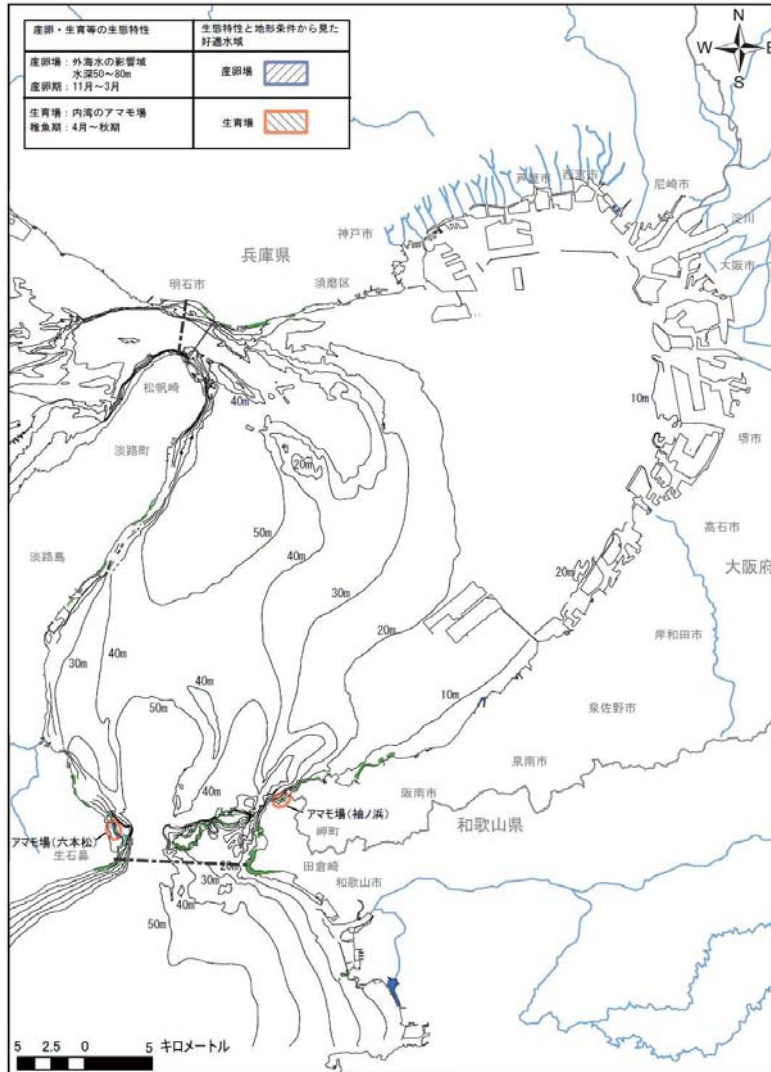 産卵・生育等の生態特性
生態特性と地形条件から見た
好適水域
産卵場：外海水の影響域
水深50～80m
産卵期：11月～3月
産卵場
生育場：内湾のアマモ場
稚魚期：4月～秋期
生育場
N
W
E
S
芦屋市
西宮市
尼崎市
淀川
神戸市
兵庫県
大阪市
明石市
須磨区
松帆崎
40m
10m
淡路町
20m
堺市
50m
40m
高石市
淡路島
大阪府
20m
30m
20m
岸和田市
30m
40m
40m
10m
50m
泉佐野市
泉南市
40m
阪南市
アマモ場(袖ノ浜)
和歌山県
アマモ場(六本松)
岬町
生石鼻
田倉崎
20m
30m
和歌山市
40m
50m
5 2.5 0 5 キロメートル